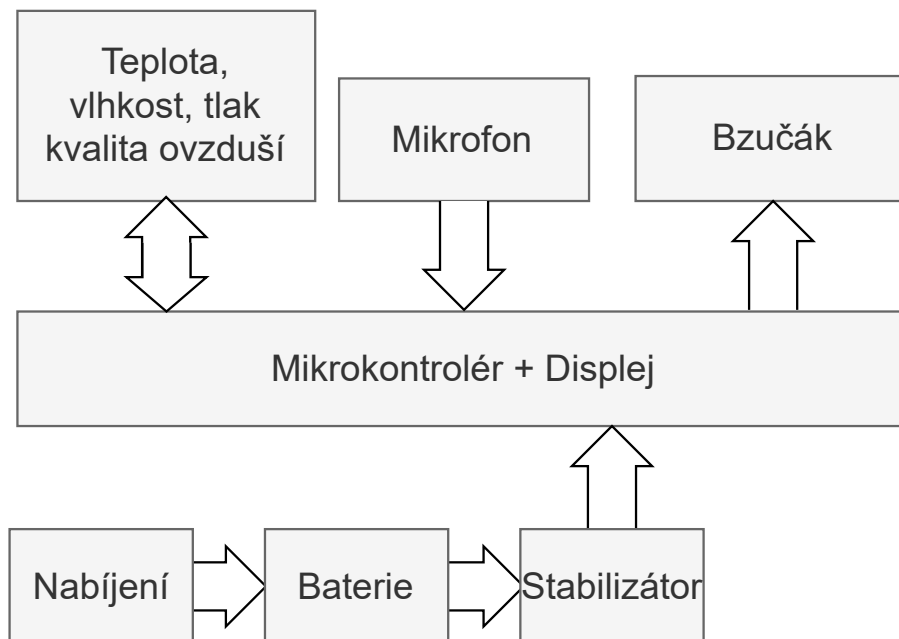 Teplota,
vlhkost, tlak
kvalita ovzduší
Mikrofon
Bzučák
Mikrokontrolér + Displej
Nabíjení
Baterie
Stabilizátor